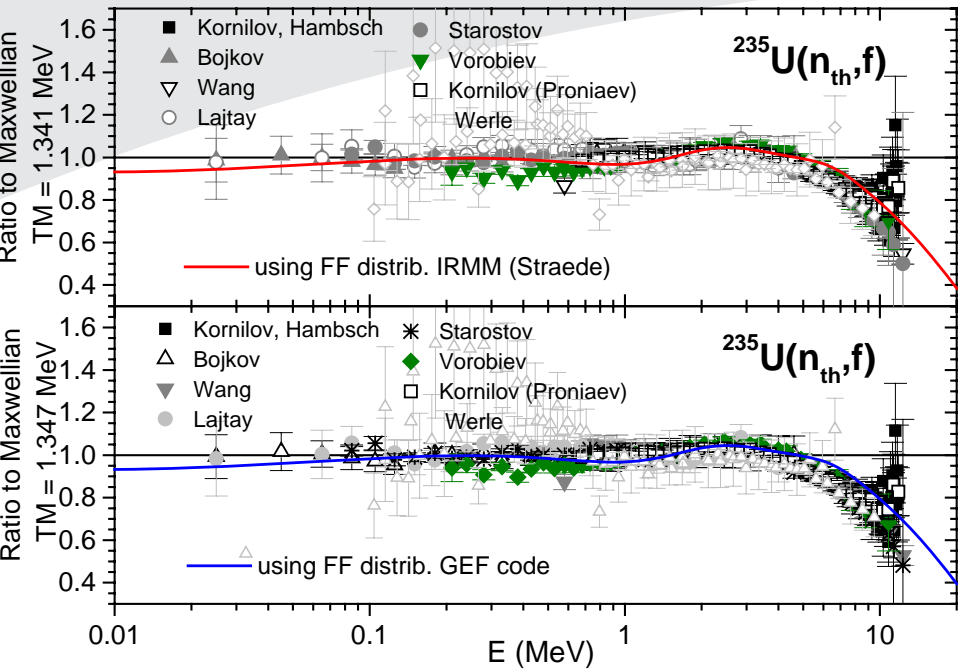 1.6
1.4
1.2
1.0
0.8
0.6
0.4
Ratio to Maxwellian
TM = 1.341 MeV
Kornilov, Hambsch
Bojkov
Wang
Lajtay
Starostov
Vorobiev
Kornilov (Proniaev)
Werle
235U(nth,f)
using FF distrib. IRMM (Straede)
1.6
1.4
1.2
1.0
0.8
0.6
0.4
Ratio to Maxwellian
TM = 1.347 MeV
Kornilov, Hambsch
Bojkov
Wang
Lajtay
Starostov
Vorobiev
Kornilov (Proniaev)
Werle
235U(nth,f)
using FF distrib. GEF code
0.01
0.1
1
10
E (MeV)